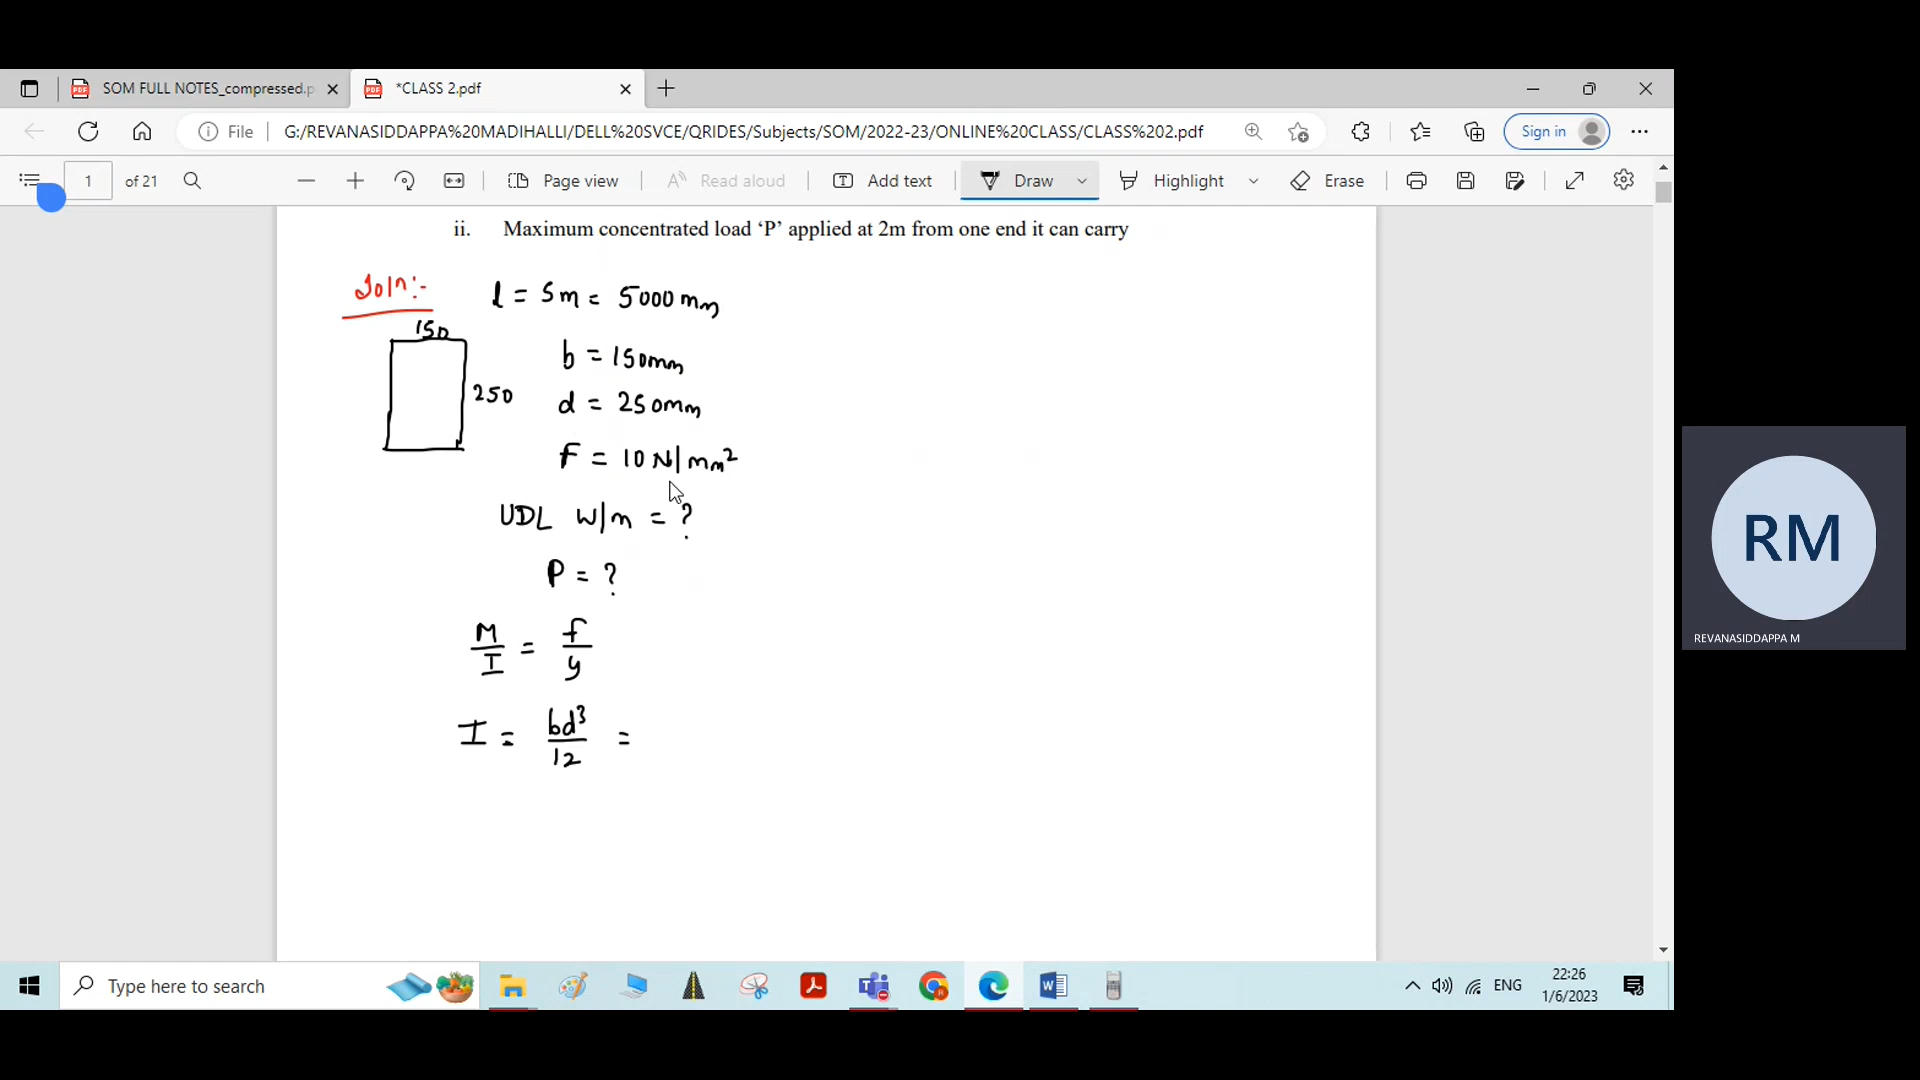 SOM FULL NOTES_compressed.p
*CLASS 2.pdf
File
G:/REVANASIDDAPPA%20MADIHALLI/DELL%20SVCE/QRIDES/Subjects/SOM/2022-23/ONLINE%20CLASS/CLASS%202.pdf
Sign in
1 of 21
Page view
Read aloud
Add text
Draw
Highlight
Erase
ii. Maximum concentrated load ‘P’ applied at 2m from one end it can carry
Soln:-
l = 5m = 5000 mm
150
250
b = 150mm
d = 250mm
F = 10 N/mm²
UDL w/m = ?
P = ?
M/I = f/y
I = bd³/12 =
RM
REVANASIDDAPPA M
Type here to search
ENG
22:26
1/6/2023